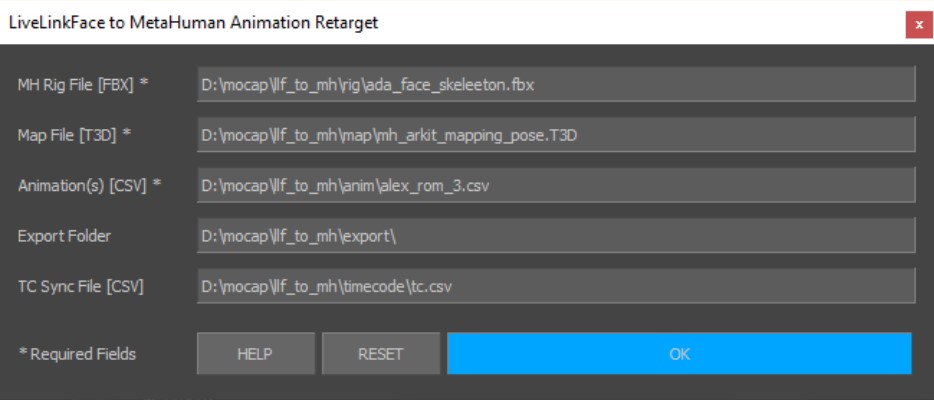 LiveLinkFace to MetaHuman Animation Retarget x
MH Rig File [FBX] * D:\mocap\llf_to_mh\rig\ada_face_skeleeton.fbx
Map File [T3D] * D:\mocap\llf_to_mh\map\mh_arkit_mapping_pose.T3D
Animation(s) [CSV] * D:\mocap\llf_to_mh\anim\alex_rom_3.csv
Export Folder D:\mocap\llf_to_mh\export\
TC Sync File [CSV] D:\mocap\llf_to_mh\timecode\tc.csv
* Required Fields HELP RESET OK